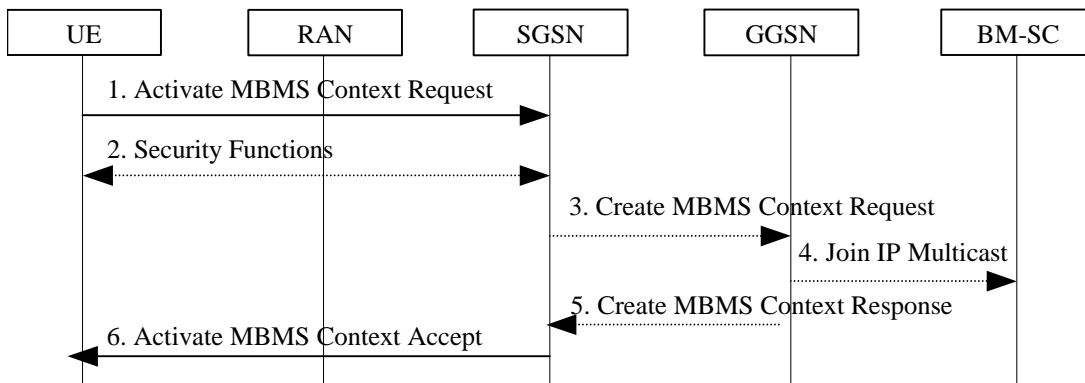 UE
RAN
SGSN
GGSN
BM-SC
1. Activate MBMS Context Request
2. Security Functions
3. Create MBMS Context Request
4. Join IP Multicast
5. Create MBMS Context Response
6. Activate MBMS Context Accept